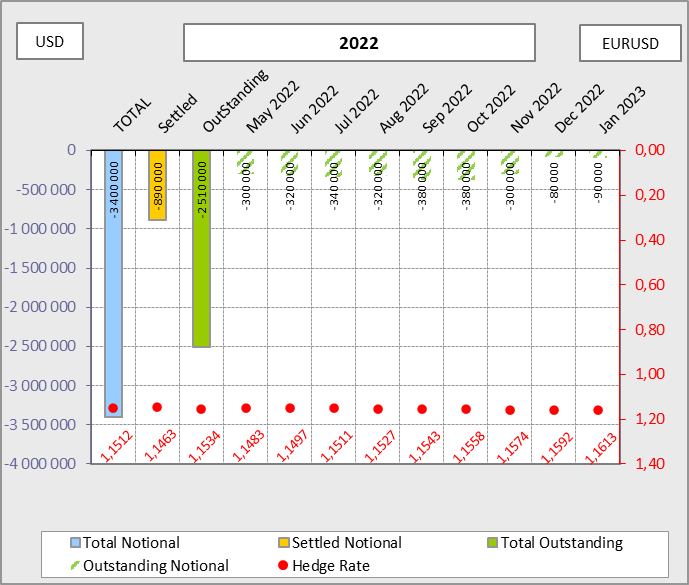 USD
2022
EURUSD
TOTAL
Settled
OutStanding
May 2022
Jun 2022
Jul 2022
Aug 2022
Sep 2022
Oct 2022
Nov 2022
Dec 2022
Jan 2023
0
-500 000
-1 000 000
-1 500 000
-2 000 000
-2 500 000
-3 000 000
-3 500 000
-4 000 000
-3 400 000
-890 000
-2 510 000
-300 000
-320 000
-340 000
-320 000
-380 000
-380 000
-300 000
-80 000
-90 000
0,00
0,20
0,40
0,60
0,80
1,00
1,20
1,40
1,1512
1,1463
1,1534
1,1483
1,1497
1,1511
1,1527
1,1543
1,1558
1,1574
1,1592
1,1613
Total Notional
Settled Notional
Total Outstanding
Outstanding Notional
Hedge Rate